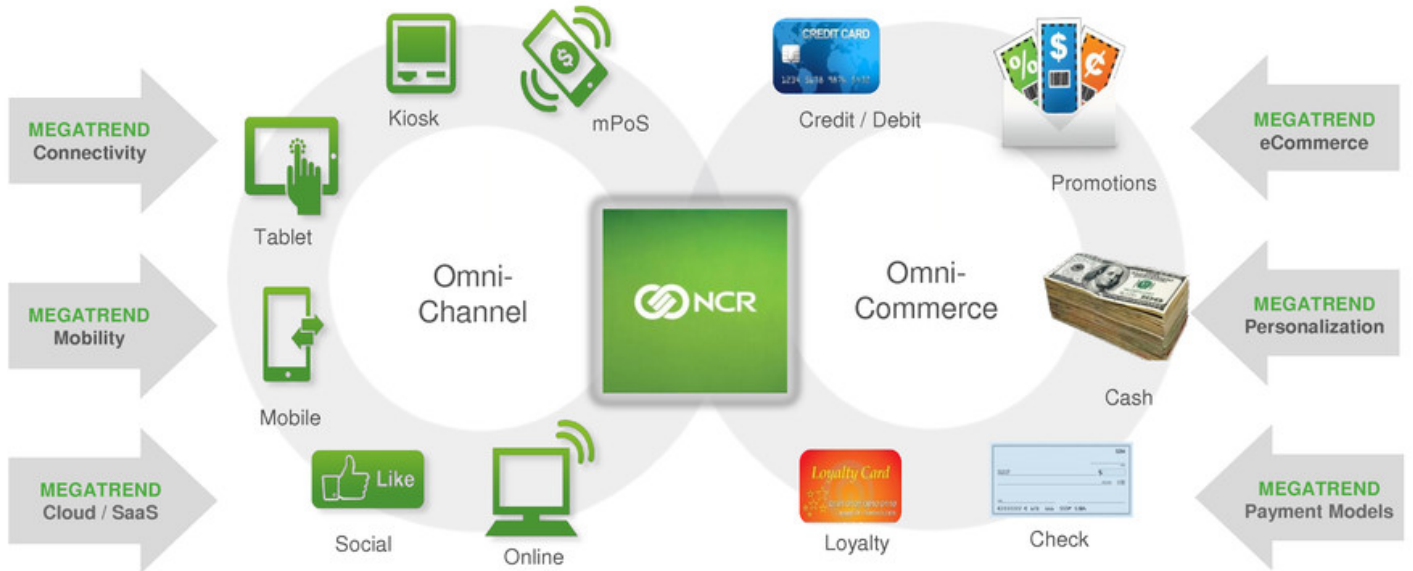 MEGATREND
Connectivity
MEGATREND
Mobility
MEGATREND
Cloud / SaaS
Kiosk
mPoS
Tablet
Mobile
Like
Social
Online
Omni-
Channel
NCR
Omni-
Commerce
CREDIT CARD
Credit / Debit
%
$
¢
Promotions
Cash
Loyalty Card
Loyalty
Check
MEGATREND
eCommerce
MEGATREND
Personalization
MEGATREND
Payment Models